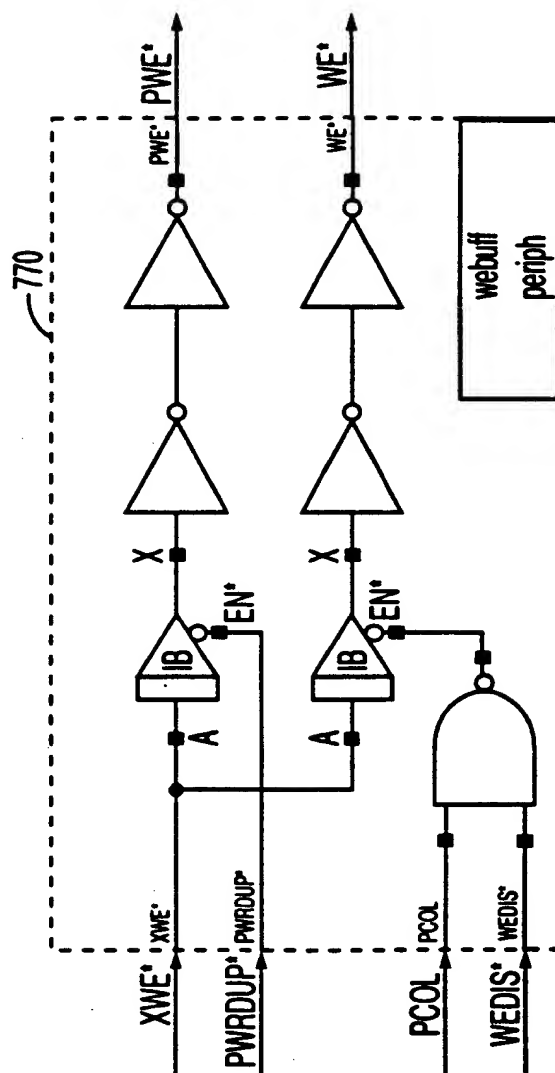 770
XWE*
XWE*
A
IB
X
EN*
PWE*
PWE*
PWRDUP*
PWRDUP*
A
IB
X
EN*
WE*
WE*
PCOL
PCOL
WEDIS*
WEDIS*
webuff
periph